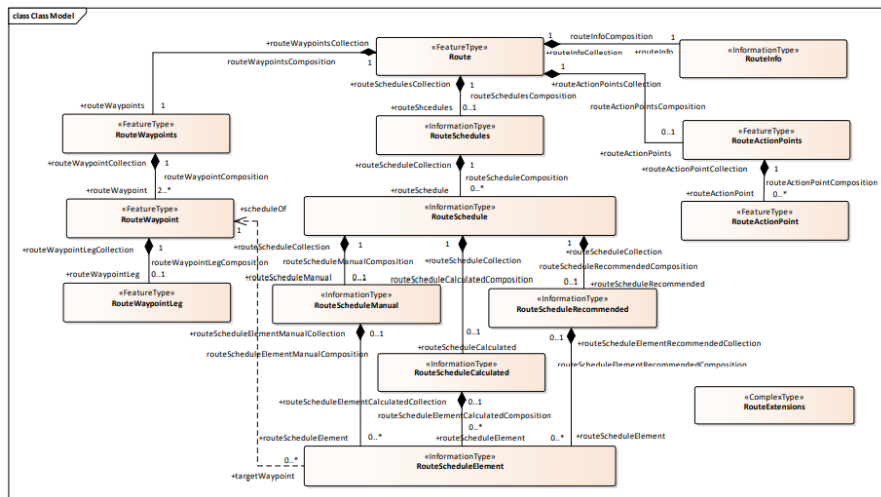 class Class Model
+routeWaypointsCollection
routeWaypointsComposition
1
«FeatureTpye»
Route
1
routeInfoComposition
1
+routeInfoCollection
+routeInfo
«InformationType»
RouteInfo
+routeSchedulesCollection
1
routeSchedulesComposition
+routeShcedules
0..1
1
+routeActionPointsCollection
routeActionPointsComposition
+routeWaypoints
1
«FeatureType»
RouteWaypoints
«InformationTpye»
RouteSchedules
0..1
+routeActionPoints
«FeatureType»
RouteActionPoints
+routeWaypointCollection
1
routeWaypointComposition
+routeWaypoint
2..*
+routeScheduleCollection
1
routeScheduleComposition
+routeSchedule
0..*
+routeActionPointCollection
1
routeActionPointComposition
+routeActionPoint
0..*
«FeatureType»
RouteWaypoint
+scheduleOf
1
«InformationType»
RouteSchedule
«FeatureType»
RouteActionPoint
+routeWaypointLegCollection
1
routeWaypointLegComposition
+routeWaypointLeg
0..1
+routeScheduleCollection
1
routeScheduleManualComposition
+routeScheduleManual
0..1
1
+routeScheduleCollection
routeScheduleCalculatedComposition
1
+routeScheduleCollection
routeScheduleRecommendedComposition
0..1
+routeScheduleRecommended
«FeatureType»
RouteWaypointLeg
«InformationType»
RouteScheduleManual
«InformationType»
RouteScheduleRecommended
+routeScheduleElementManualCollection
0..1
routeScheduleElementManualComposition
0..1
+routeScheduleCalculated
0..1
+routeScheduleElementRecommendedCollection
routeScheduleElementRecommendedComposition
«InformationType»
RouteScheduleCalculated
+routeScheduleElementCalculatedCollection
0..1
routeScheduleElementCalculatedComposition
0..*
«ComplexType»
RouteExtensions
+routeScheduleElement
0..*
+routeScheduleElement
0..*
+routeScheduleElement
«InformationType»
RouteScheduleElement
0..*
+targetWaypoint